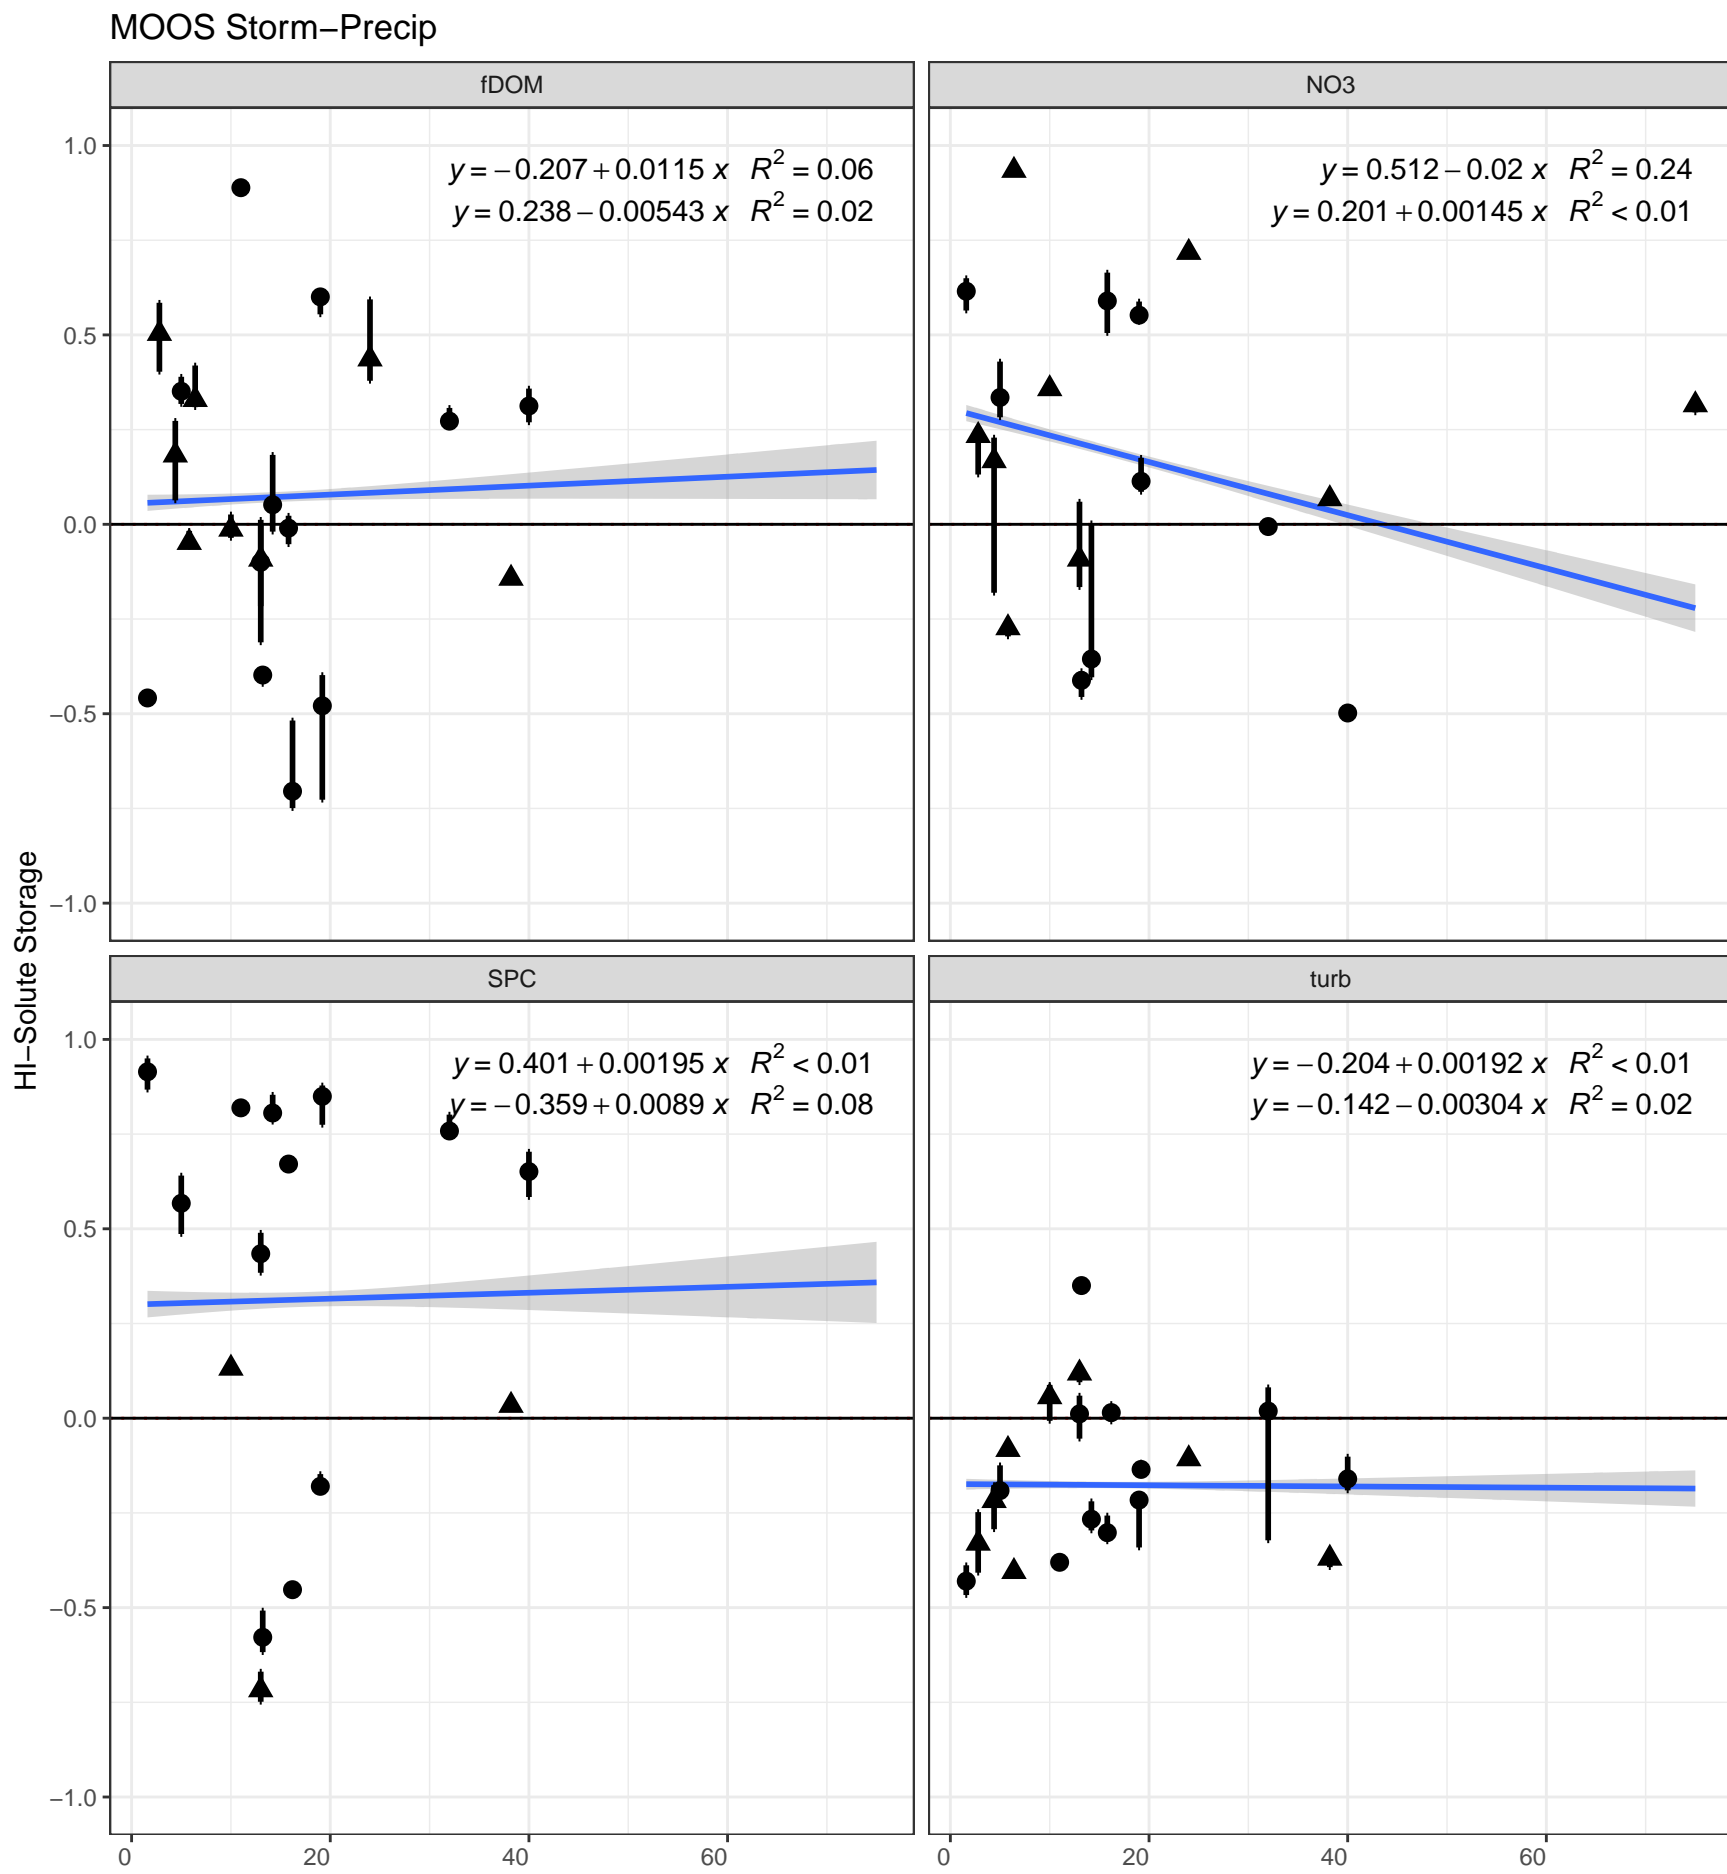 MOOS Storm−Precip
fDOM
NO3
1.0
0.5
0.0
−0.5
−1.0
y = −0.207 + 0.0115 x R² = 0.06
y = 0.238 − 0.00543 x R² = 0.02
y = 0.512 − 0.02 x R² = 0.24
y = 0.201 + 0.00145 x R² < 0.01
HI−Solute Storage
SPC
turb
1.0
0.5
0.0
−0.5
−1.0
y = 0.401 + 0.00195 x R² < 0.01
y = −0.359 + 0.0089 x R² = 0.08
y = −0.204 + 0.00192 x R² < 0.01
y = −0.142 − 0.00304 x R² = 0.02
0 20 40 60
0 20 40 60